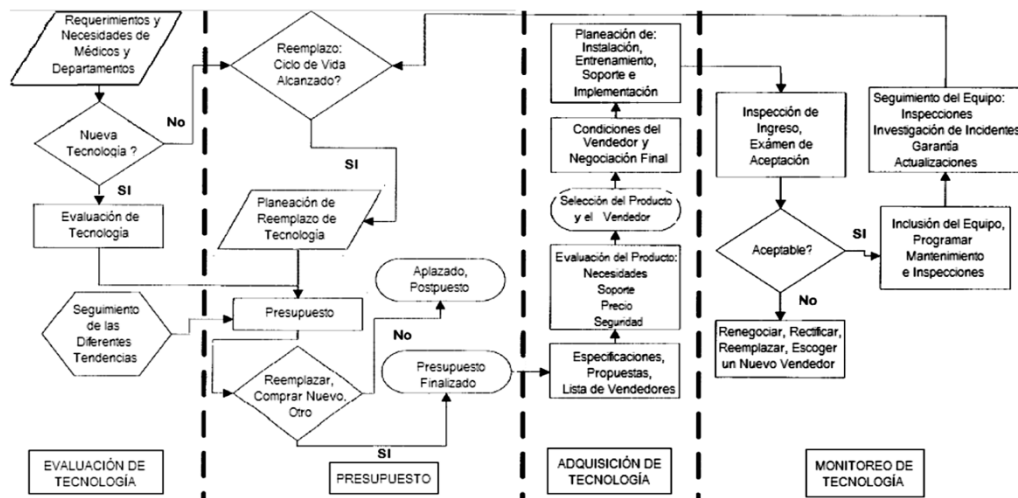 Requerimientos y
Necesidades de
Médicos y
Departamentos
Nueva
Tecnología ?
No
SI
Evaluación de
Tecnología
Seguimiento
de las
Diferentes
Tendencias
EVALUACIÓN DE
TECNOLOGÍA
Reemplazo:
Ciclo de Vida
Alcanzado?
SI
Planeación de
Reemplazo de
Tecnología
Presupuesto
Aplazado,
Postpuesto
No
Reemplazar,
Comprar Nuevo,
Otro
SI
Presupuesto
Finalizado
PRESUPUESTO
Planeación de:
Instalación,
Entrenamiento,
Soporte e
Implementación
Condiciones del
Vendedor y
Negociación Final
Selección del Producto
y el Vendedor
Evaluación del Producto:
Necesidades
Soporte
Precio
Seguridad
Especificaciones,
Propuestas,
Lista de Vendedores
ADQUISICIÓN DE
TECNOLOGÍA
Inspección de
Ingreso,
Exámen de
Aceptación
Aceptable?
SI
No
Renegociar, Rectificar,
Reemplazar, Escoger
un Nuevo Vendedor
Seguimiento del Equipo:
Inspecciones
Investigación de Incidentes
Garantía
Actualizaciones
Inclusión del Equipo,
Programar
Mantenimiento
e Inspecciones
MONITOREO DE
TECNOLOGÍA